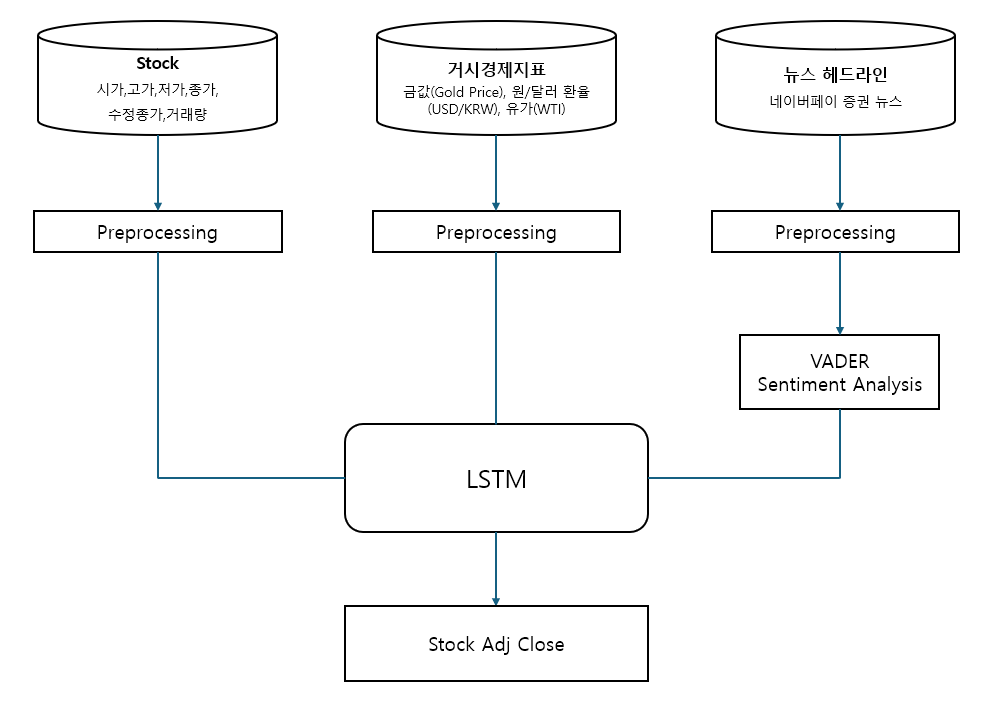 Stock
시가,고가,저가,종가,
수정종가,거래량
거시경제지표
금값(Gold Price), 원/달러 환율
(USD/KRW), 유가(WTI)
뉴스 헤드라인
네이버페이 증권 뉴스
Preprocessing
Preprocessing
Preprocessing
VADER
Sentiment Analysis
LSTM
Stock Adj Close